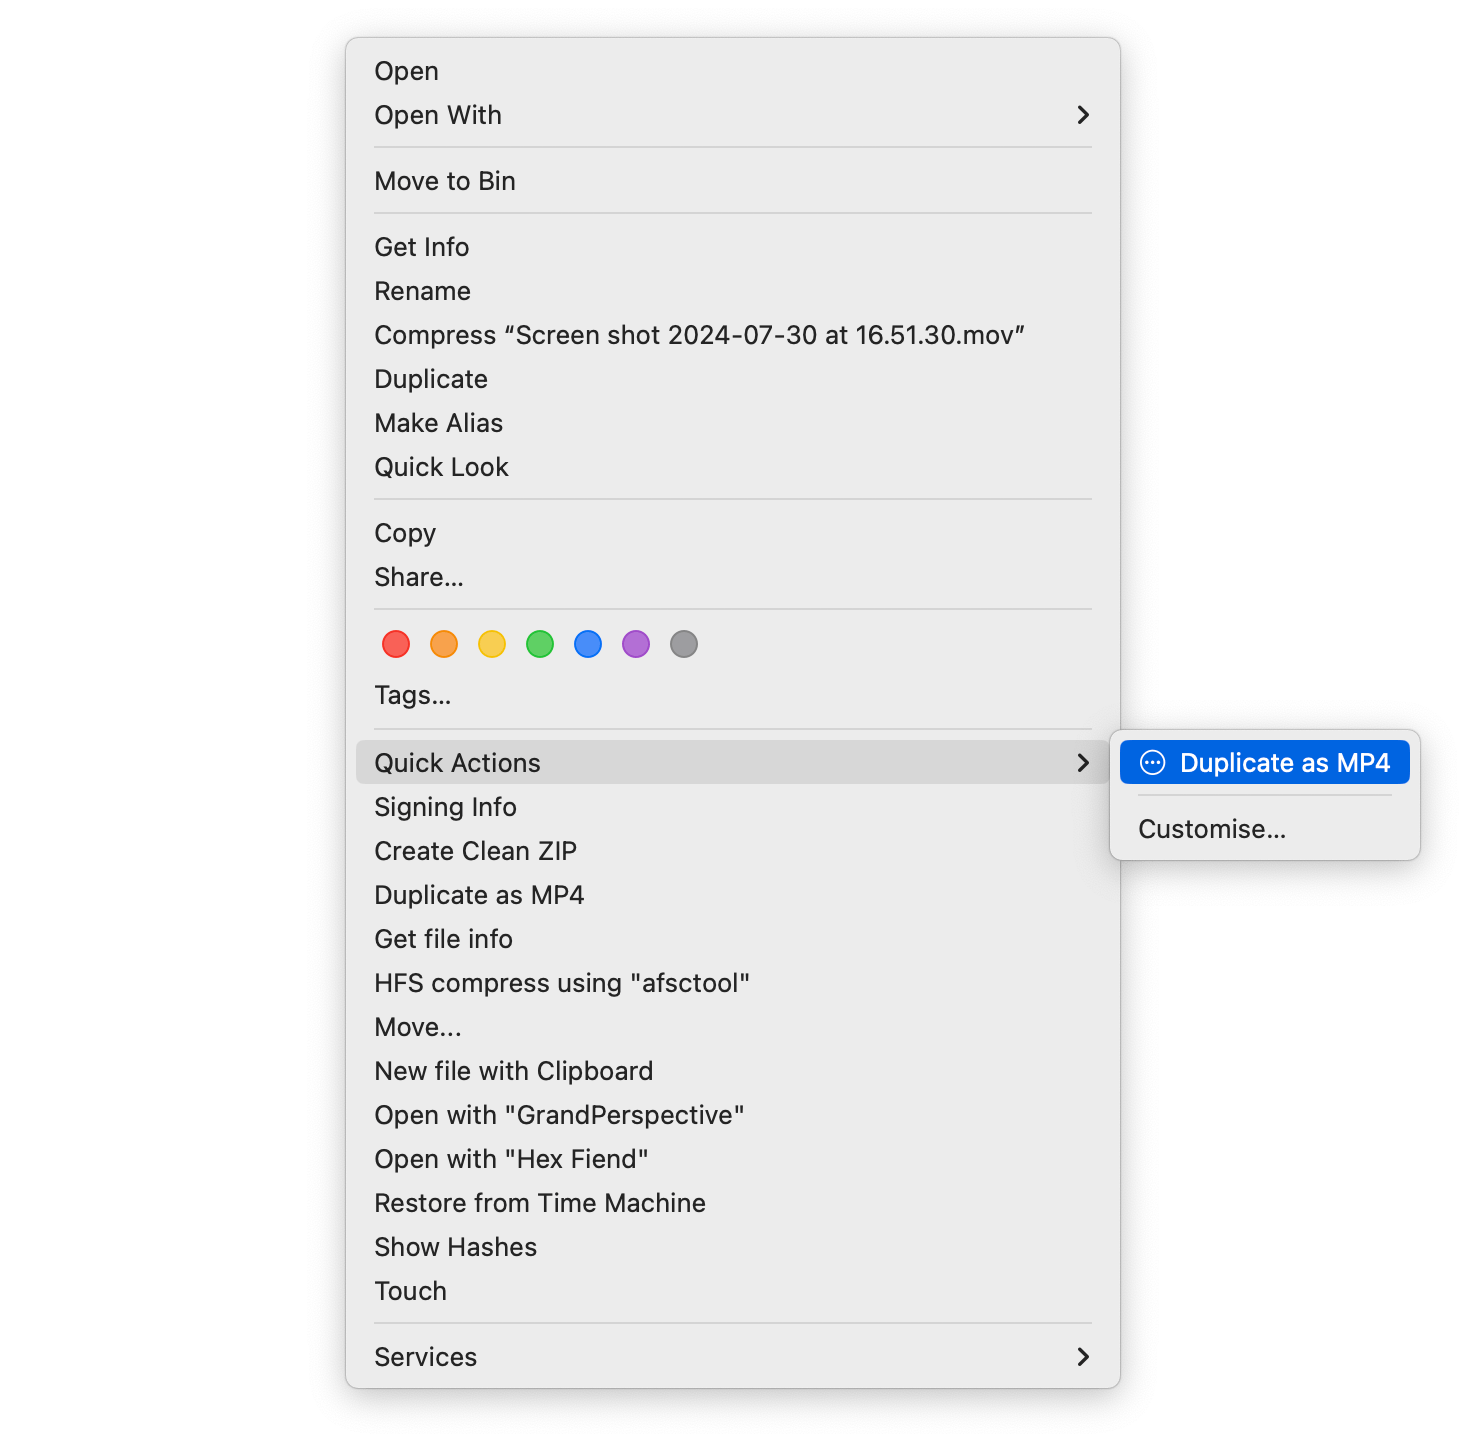 Open
Open With
Move to Bin
Get Info
Rename
Compress “Screen shot 2024-07-30 at 16.51.30.mov”
Duplicate
Make Alias
Quick Look
Copy
Share...
Tags...
Quick Actions
Duplicate as MP4
Customise...
Signing Info
Create Clean ZIP
Duplicate as MP4
Get file info
HFS compress using "afsctool"
Move...
New file with Clipboard
Open with "GrandPerspective"
Open with "Hex Fiend"
Restore from Time Machine
Show Hashes
Touch
Services